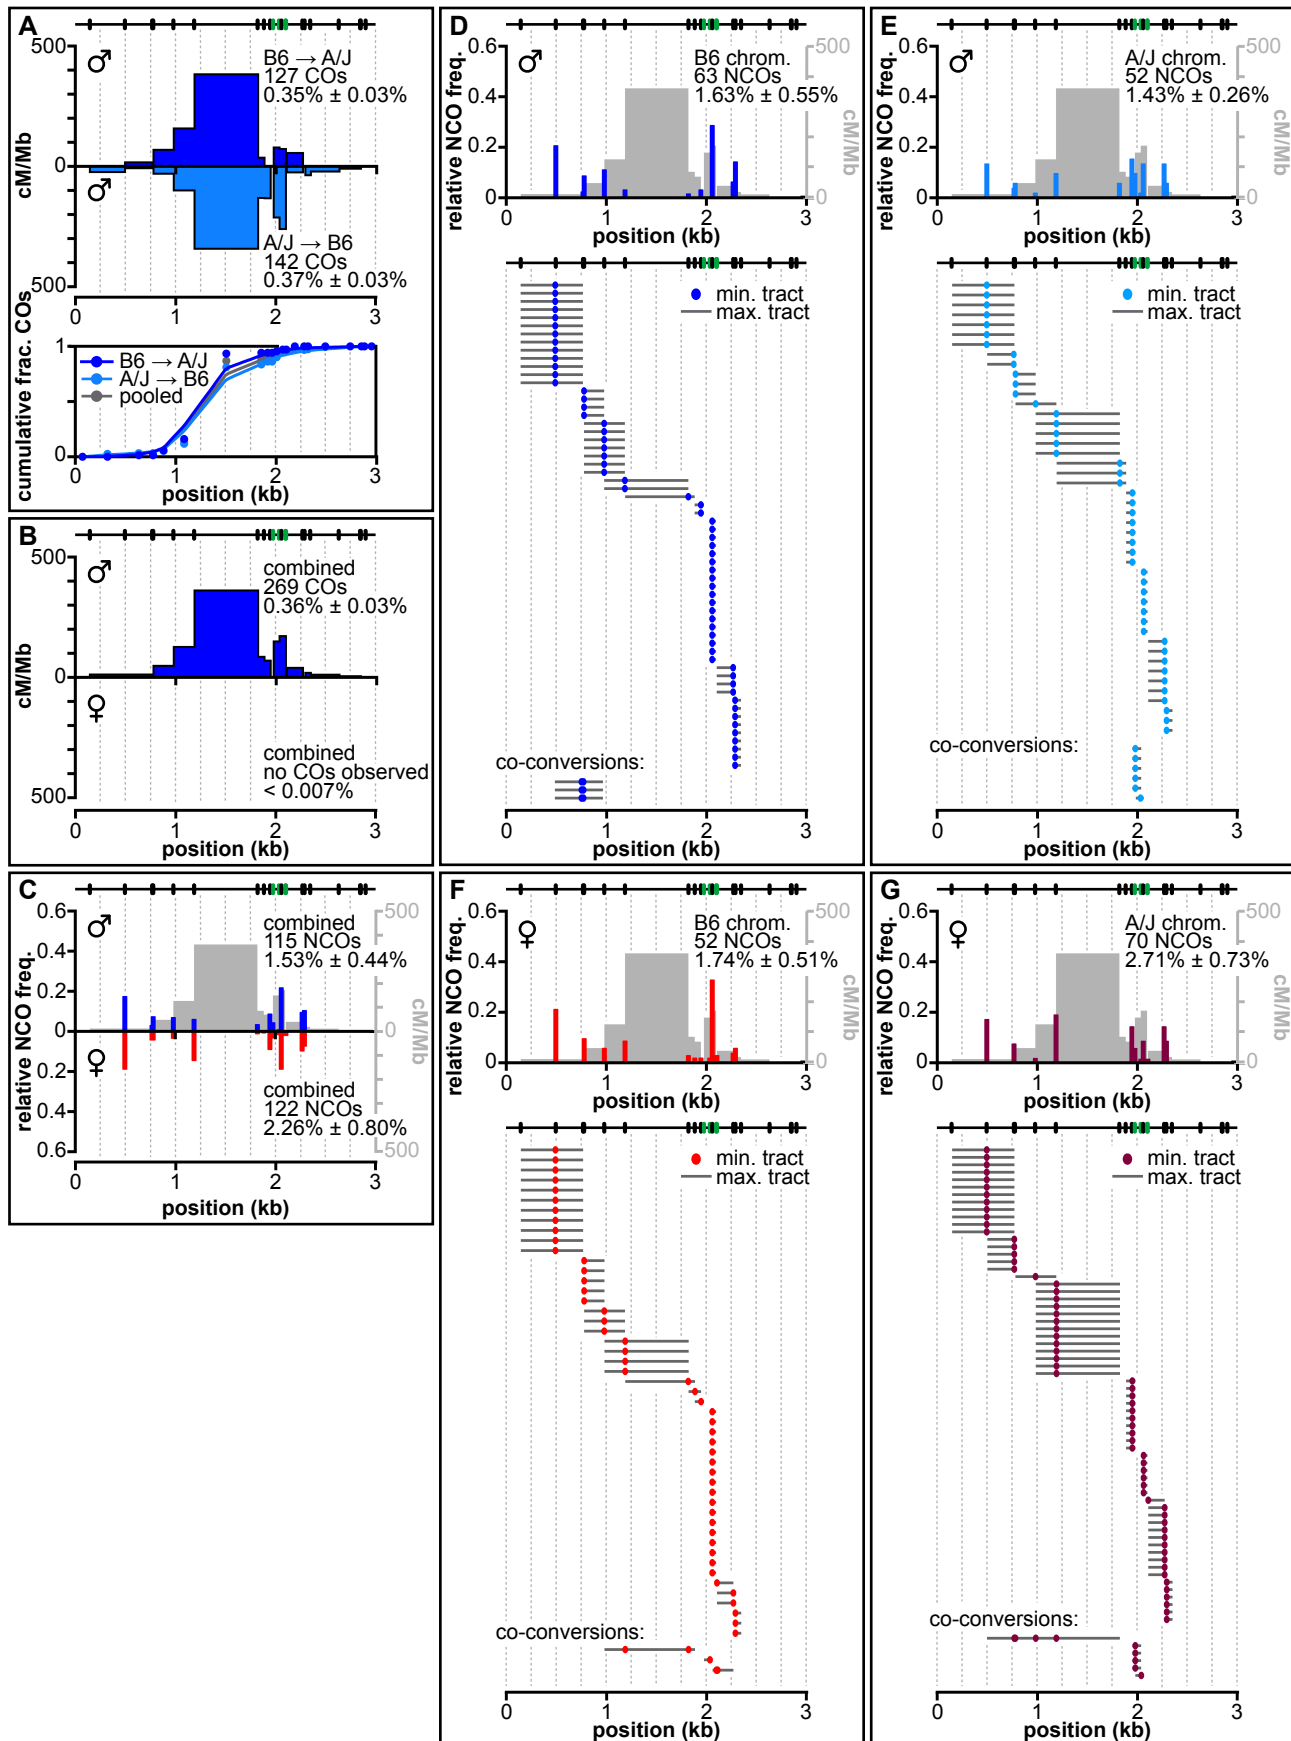 A
500
♂
B6 → A/J
127 COs
0.35% ± 0.03%
cM/Mb
0
♂
A/J → B6
142 COs
0.37% ± 0.03%
500
0 1 2 3
cumulative frac. COs
1
B6 → A/J
A/J → B6
pooled
0
0 1 2 3
position (kb)
B
500
♂
combined
269 COs
0.36% ± 0.03%
cM/Mb
0
♀
combined
no COs observed
< 0.007%
500
0 1 2 3
position (kb)
C
0.6
500
♂
combined
115 NCOs
1.53% ± 0.44%
0.4
0.2
relative NCO freq.
0
0
cM/Mb
♀
0.2
combined
122 NCOs
2.26% ± 0.80%
0.4
0.6
500
0 1 2 3
position (kb)
D
0.6
500
♂
B6 chrom.
63 NCOs
1.63% ± 0.55%
relative NCO freq.
0.4
0.2
0
cM/Mb
0
0 1 2 3
position (kb)
min. tract
max. tract
co-conversions:
0 1 2 3
position (kb)
E
0.6
500
♂
A/J chrom.
52 NCOs
1.43% ± 0.26%
relative NCO freq.
0.4
0.2
0
cM/Mb
0
0 1 2 3
position (kb)
min. tract
max. tract
co-conversions:
0 1 2 3
position (kb)
F
0.6
500
♀
B6 chrom.
52 NCOs
1.74% ± 0.51%
relative NCO freq.
0.4
0.2
0
cM/Mb
0
0 1 2 3
position (kb)
min. tract
max. tract
co-conversions:
0 1 2 3
position (kb)
G
0.6
500
♀
A/J chrom.
70 NCOs
2.71% ± 0.73%
relative NCO freq.
0.4
0.2
0
cM/Mb
0
0 1 2 3
position (kb)
min. tract
max. tract
co-conversions:
0 1 2 3
position (kb)